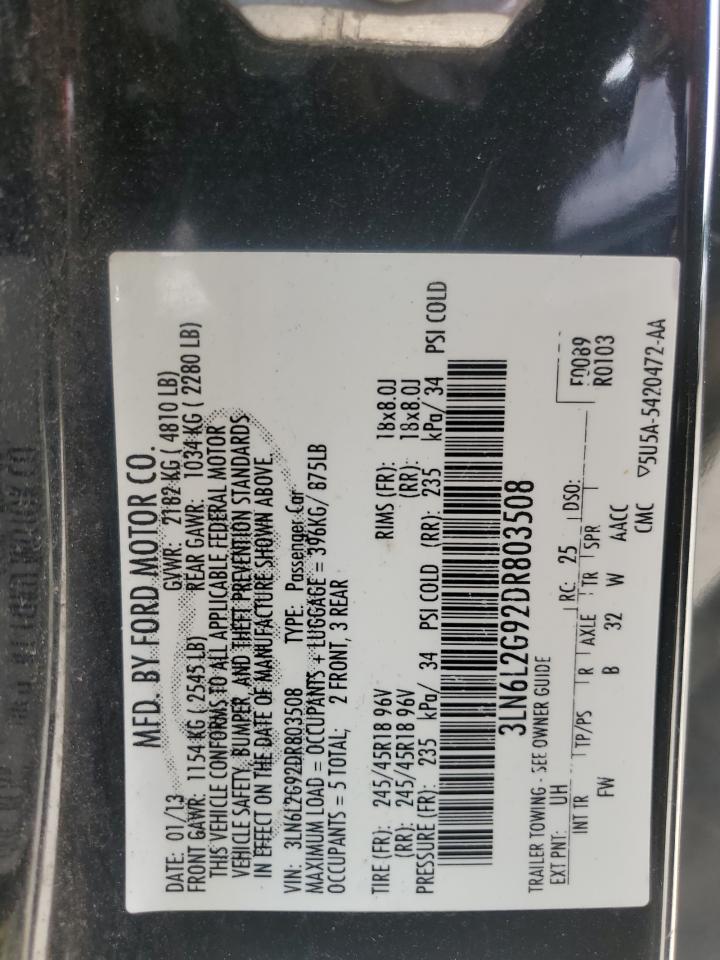 MFD. BY FORD MOTOR CO.
DATE: 01/13 GVWR: 2182 KG ( 4810 LB)
FRONT GAWR: 1154 KG ( 2545 LB) REAR GAWR: 1034 KG ( 2280 LB)
THIS VEHICLE CONFORMS TO ALL APPLICABLE FEDERAL MOTOR
VEHICLE SAFETY, BUMPER, AND THEFT PREVENTION STANDARDS
IN EFFECT ON THE DATE OF MANUFACTURE SHOWN ABOVE.
VIN: 3LN6L2G92DR803508 TYPE: Passenger Car
MAXIMUM LOAD = OCCUPANTS + LUGGAGE = 396KG/ 875LB
OCCUPANTS = 5 TOTAL; 2 FRONT, 3 REAR
TIRE (FR): 245/45R18 96V RIMS (FR): 18x8.0J
(RR): 245/45R18 96V (RR): 18x8.0J
PRESSURE (FR): 235 kPa/ 34 PSI COLD (RR): 235 kPa/ 34 PSI COLD
3LN6L2G92DR803508
TRAILER TOWING - SEE OWNER GUIDE
EXT PNT: UH RC: 25 DSO: F0089
R0103
INT TR TP/PS R AXLE TR SPR
FW B 32 W AACC
CMC ▽5U5A-5420472-AA